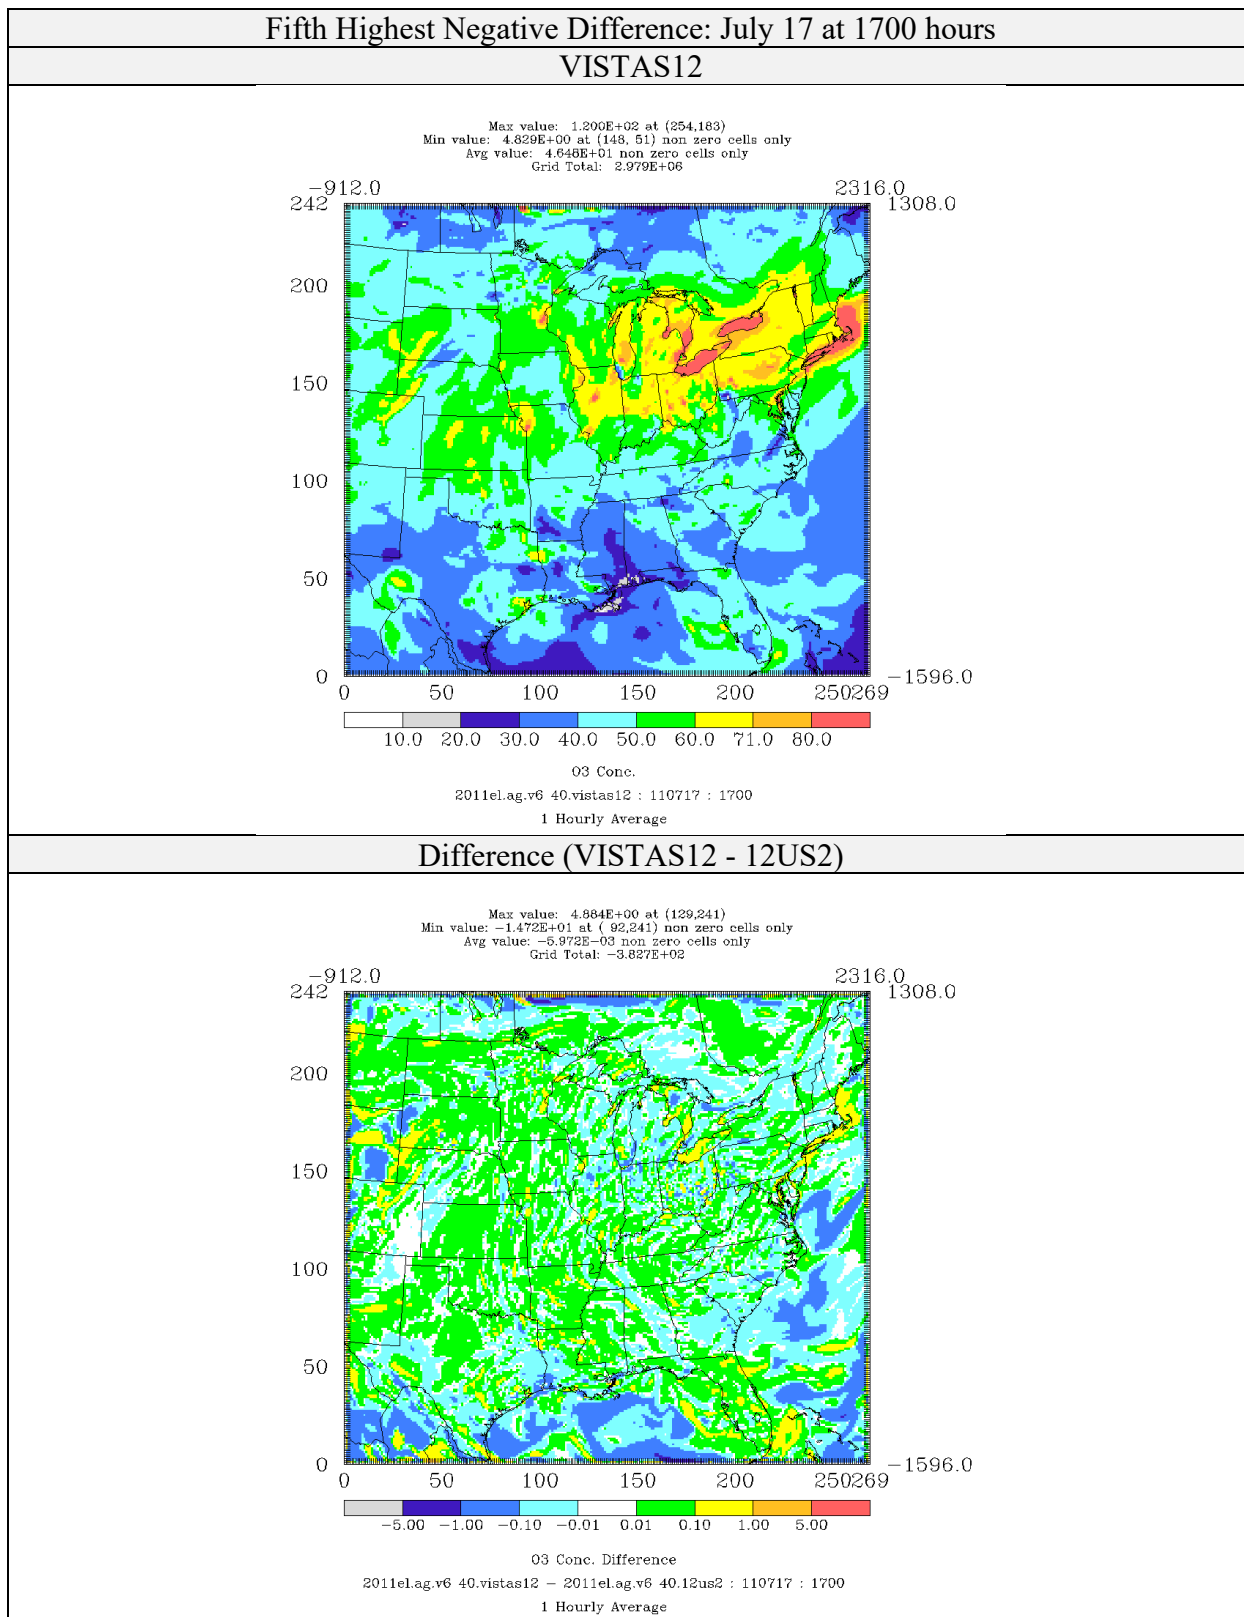 Fifth Highest Negative Difference: July 17 at 1700 hours
VISTAS12
Max value: 1.200E+02 at (254,183)
Min value: 4.829E+00 at (148, 51) non zero cells only
Avg value: 4.648E+01 non zero cells only
Grid Total: 2.979E+06
-912.0 2316.0
242 1308.0
200
150
100
50
0 -1596.0
0 50 100 150 200 250269
10.0 20.0 30.0 40.0 50.0 60.0 71.0 80.0
O3 Conc.
2011el.ag.v6 40.vistas12 : 110717 : 1700
1 Hourly Average
Difference (VISTAS12 - 12US2)
Max value: 4.884E+00 at (129,241)
Min value: -1.472E+01 at ( 92,241) non zero cells only
Avg value: -5.972E-03 non zero cells only
Grid Total: -3.827E+02
-912.0 2316.0
242 1308.0
200
150
100
50
0 -1596.0
0 50 100 150 200 250269
-5.00 -1.00 -0.10 -0.01 0.01 0.10 1.00 5.00
O3 Conc. Difference
2011el.ag.v6 40.vistas12 - 2011el.ag.v6 40.12us2 : 110717 : 1700
1 Hourly Average